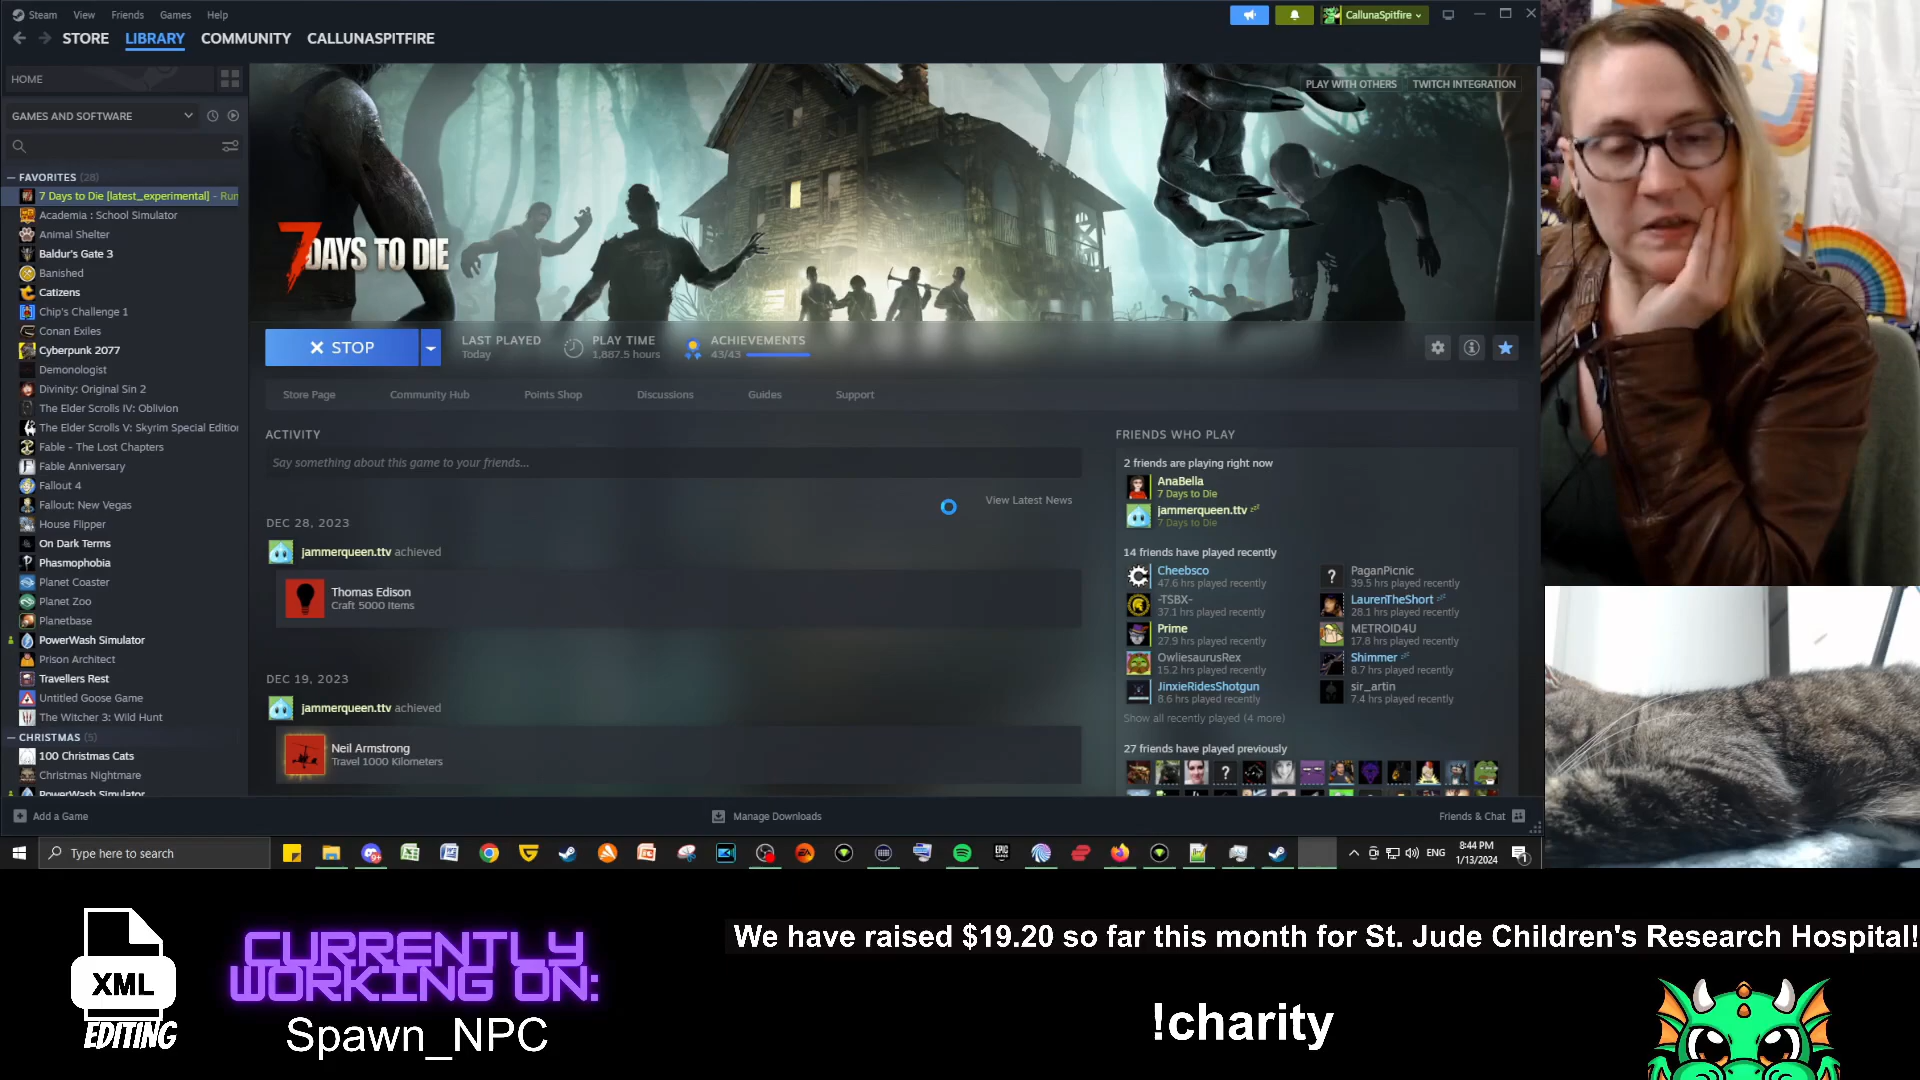 Steam View Friends Games Help
CallunaSpitfire
STORE LIBRARY COMMUNITY CALLUNASPITFIRE
HOME
GAMES AND SOFTWARE
FAVORITES (28)
7 Days to Die [latest_experimental] - Run
Academia : School Simulator
Animal Shelter
Baldur's Gate 3
Banished
Catizens
Chip's Challenge 1
Conan Exiles
Cyberpunk 2077
Demonologist
Divinity: Original Sin 2
The Elder Scrolls IV: Oblivion
The Elder Scrolls V: Skyrim Special Edition
Fable - The Lost Chapters
Fable Anniversary
Fallout 4
Fallout: New Vegas
House Flipper
On Dark Terms
Phasmophobia
Planet Coaster
Planet Zoo
Planetbase
PowerWash Simulator
Prison Architect
Travellers Rest
Untitled Goose Game
The Witcher 3: Wild Hunt
CHRISTMAS (5)
100 Christmas Cats
Christmas Nightmare
PowerWash Simulator
Add a Game
PLAY WITH OTHERS TWITCH INTEGRATION
7 DAYS TO DIE
STOP
LAST PLAYED
Today
PLAY TIME
1,887.5 hours
ACHIEVEMENTS
43/43
Store Page Community Hub Points Shop Discussions Guides Support
ACTIVITY
Say something about this game to your friends...
View Latest News
DEC 28, 2023
jammerqueen.ttv achieved
Thomas Edison
Craft 5000 Items
DEC 19, 2023
jammerqueen.ttv achieved
Neil Armstrong
Travel 1000 Kilometers
FRIENDS WHO PLAY
2 friends are playing right now
AnaBella
7 Days to Die
jammerqueen.ttv
7 Days to Die
14 friends have played recently
Cheebsco
47.6 hrs played recently
PaganPicnic
39.5 hrs played recently
-TSBX-
37.1 hrs played recently
LaurenTheShort
28.1 hrs played recently
Prime
27.9 hrs played recently
METROID4U
17.8 hrs played recently
OwliesaurusRex
15.2 hrs played recently
Shimmer
8.7 hrs played recently
JinxieRidesShotgun
8.6 hrs played recently
sir_artin
7.4 hrs played recently
Show all recently played (4 more)
27 friends have played previously
Manage Downloads
Friends & Chat
Type here to search
ENG
8:44 PM
1/13/2024
XML
EDITING
CURRENTLY
WORKING ON:
Spawn_NPC
We have raised $19.20 so far this month for St. Jude Children's Research Hospital!
!charity